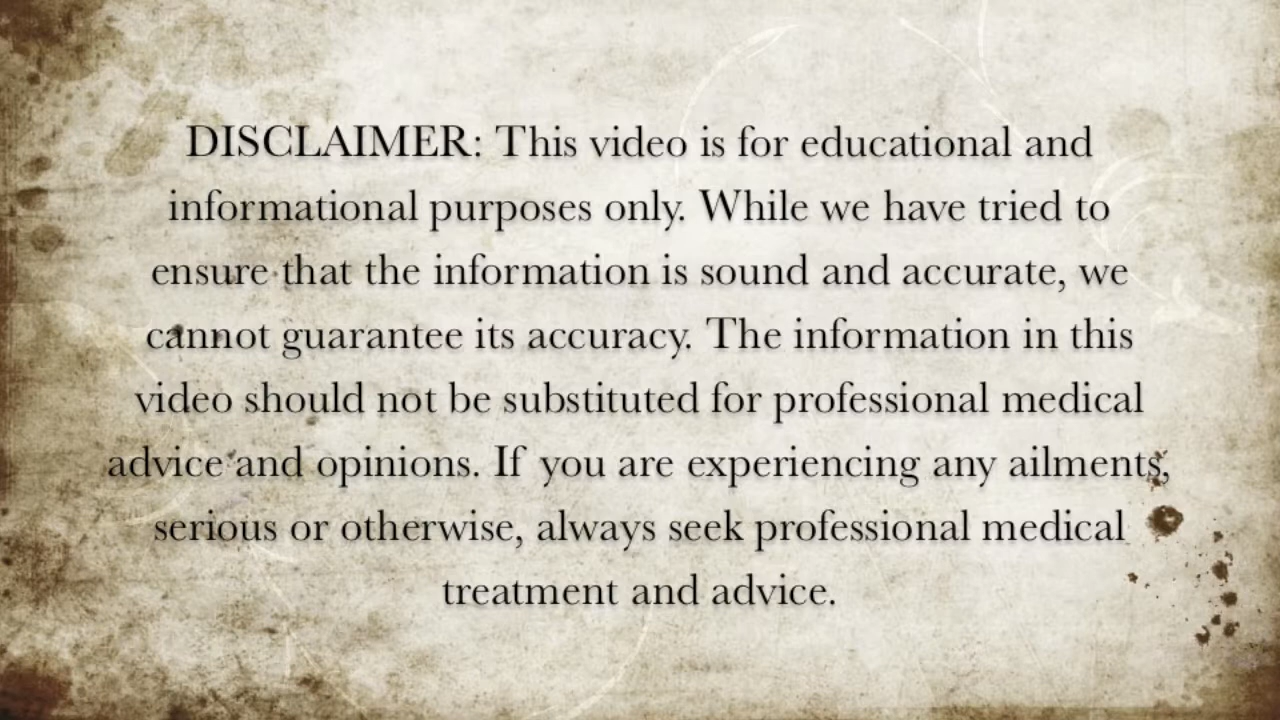 DISCLAIMER: This video is for educational and
informational purposes only. While we have tried to
ensure that the information is sound and accurate, we
cannot guarantee its accuracy. The information in this
video should not be substituted for professional medical
advice and opinions. If you are experiencing any ailments,
serious or otherwise, always seek professional medical
treatment and advice.